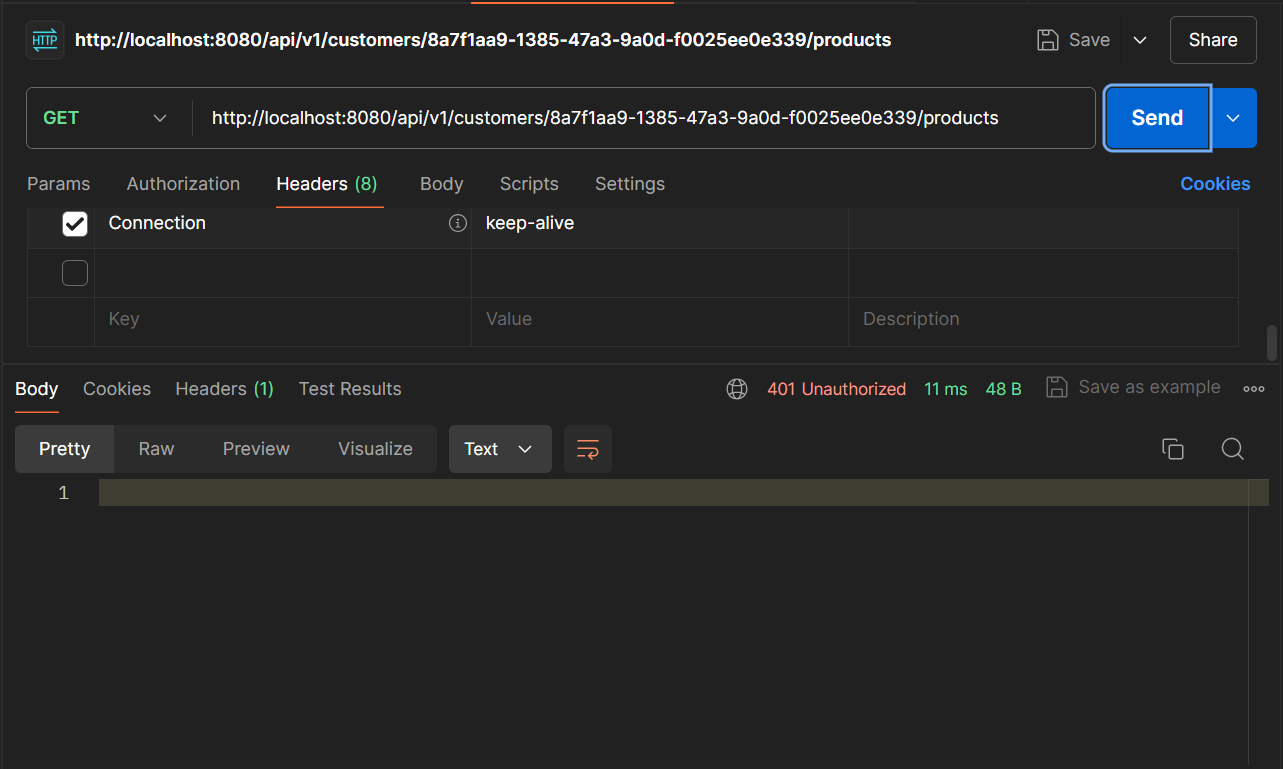 HTTP http://localhost:8080/api/v1/customers/8a7f1aa9-1385-47a3-9a0d-f0025ee0e339/products Save Share
GET http://localhost:8080/api/v1/customers/8a7f1aa9-1385-47a3-9a0d-f0025ee0e339/products Send
Params Authorization Headers (8) Body Scripts Settings Cookies
Connection keep-alive
Key Value Description
Body Cookies Headers (1) Test Results 401 Unauthorized 11 ms 48 B Save as example
Pretty Raw Preview Visualize Text
1